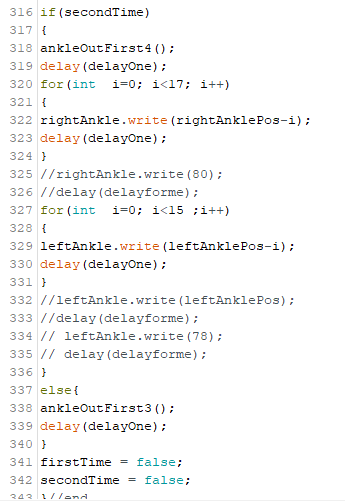 316 if(secondTime)
317 {
318 ankleOutFirst4();
319 delay(delayOne);
320 for(int  i=0; i<17; i++)
321 {
322 rightAnkle.write(rightAnklePos-i);
323 delay(delayOne);
324 }
325 //rightAnkle.write(80);
326 //delay(delayforme);
327 for(int  i=0; i<15 ;i++)
328 {
329 leftAnkle.write(leftAnklePos-i);
330 delay(delayOne);
331 }
332 //leftAnkle.write(leftAnklePos);
333 //delay(delayforme);
334 // leftAnkle.write(78);
335 // delay(delayforme);
336 }
337 else{
338 ankleOutFirst3();
339 delay(delayOne);
340 }
341 firstTime = false;
342 secondTime = false;
343 }//end